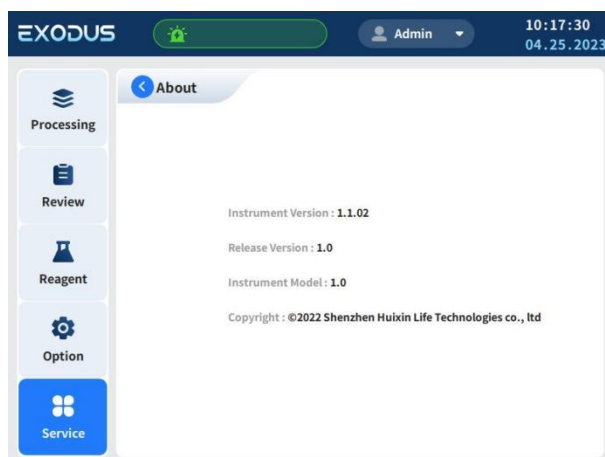 EXODUS
Admin
10:17:30
04.25.2023
About
Processing
Review
Reagent
Option
Service
Instrument Version : 1.1.02
Release Version : 1.0
Instrument Model : 1.0
Copyright : ©2022 Shenzhen Huixin Life Technologies co., ltd